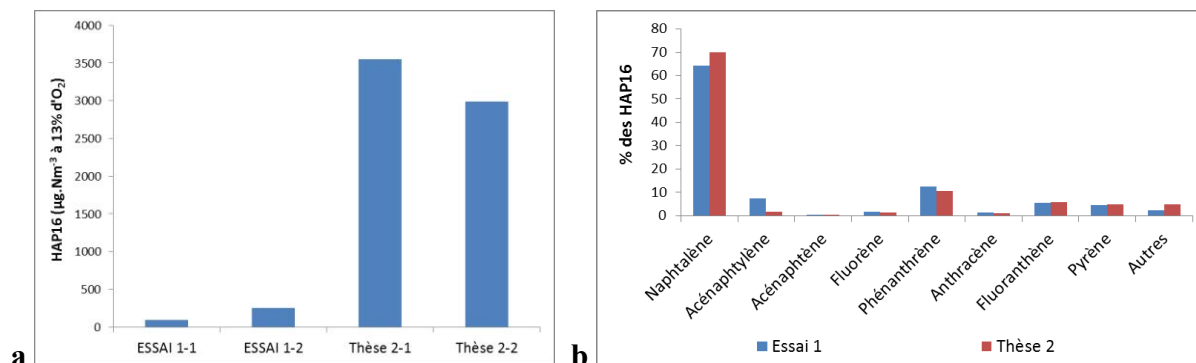 HAP16 (µg.Nm⁻³ à 13% d'O₂)
4000
3500
3000
2500
2000
1500
1000
500
0
ESSAI 1-1 ESSAI 1-2 Thèse 2-1 Thèse 2-2
a
% des HAP16
80
70
60
50
40
30
20
10
0
Naphtalène
Acénaphtylène
Acénaphtène
Fluorène
Phénanthrène
Anthracène
Fluoranthène
Pyrène
Autres
Essai 1 Thèse 2
b